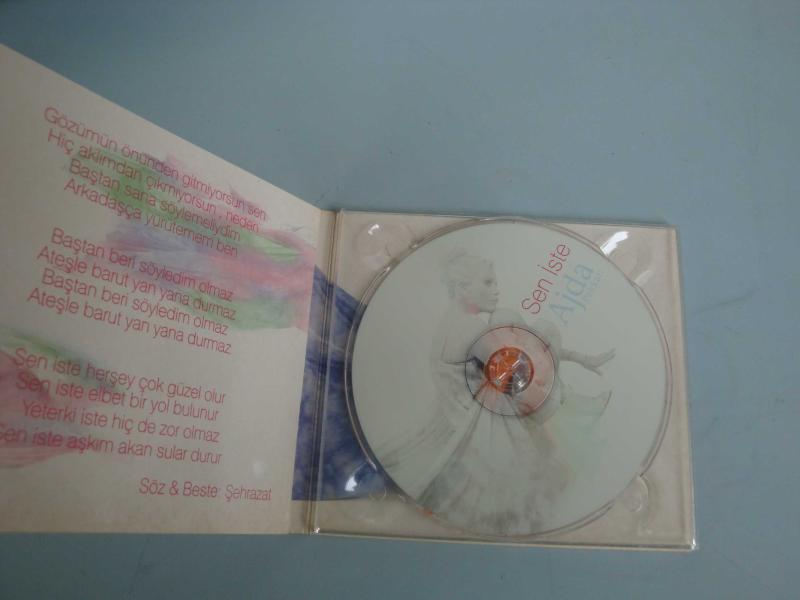 Gözümün önünden gitmiyorsun sen
Hiç aklımdan çıkmıyorsun, neden
Baştan sana söylemeliydim
Arkadaşça yürütemem ben
Baştan beri söyledim olmaz
Ateşle barut yan yana durmaz
Baştan beri söyledim olmaz
Ateşle barut yan yana durmaz
Sen iste herşey çok güzel olur
Sen iste elbet bir yol bulunur
Yeterki iste hiç de zor olmaz
Sen iste aşkım akan sular durur
Söz & Beste: Şehrazat
Sen İste
Ajda